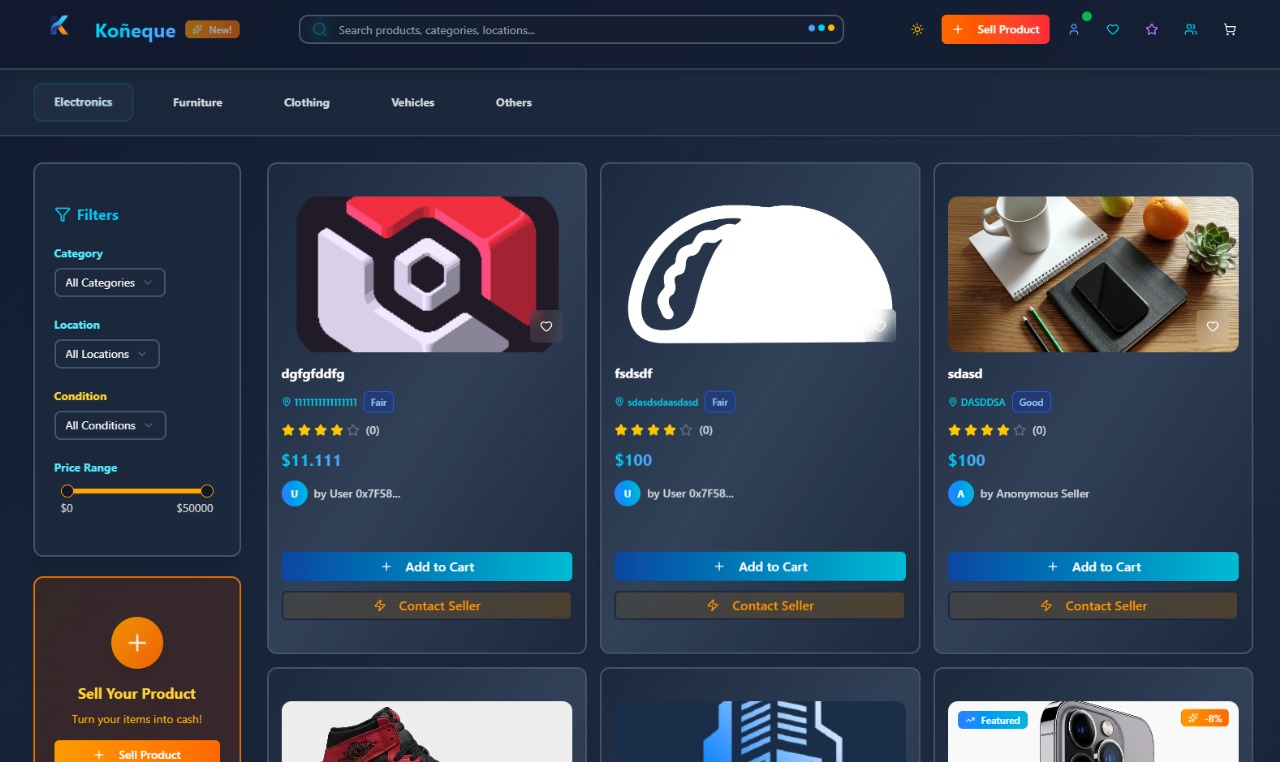 Koñeque
New!
Search products, categories, locations...
Sell Product
Electronics
Furniture
Clothing
Vehicles
Others
Filters
Category
All Categories
Location
All Locations
Condition
All Conditions
Price Range
$0
$50000
Sell Your Product
Turn your items into cash!
Sell Product
dgfgfddfg
11111111111111111
Fair
(0)
$11.111
U
by User 0x7F58...
Add to Cart
Contact Seller
fsdsdf
sdasdsdaasdasd
Fair
(0)
$100
U
by User 0x7F58...
Add to Cart
Contact Seller
sdasd
DASDDSA
Good
(0)
$100
A
by Anonymous Seller
Add to Cart
Contact Seller
Featured
-8%